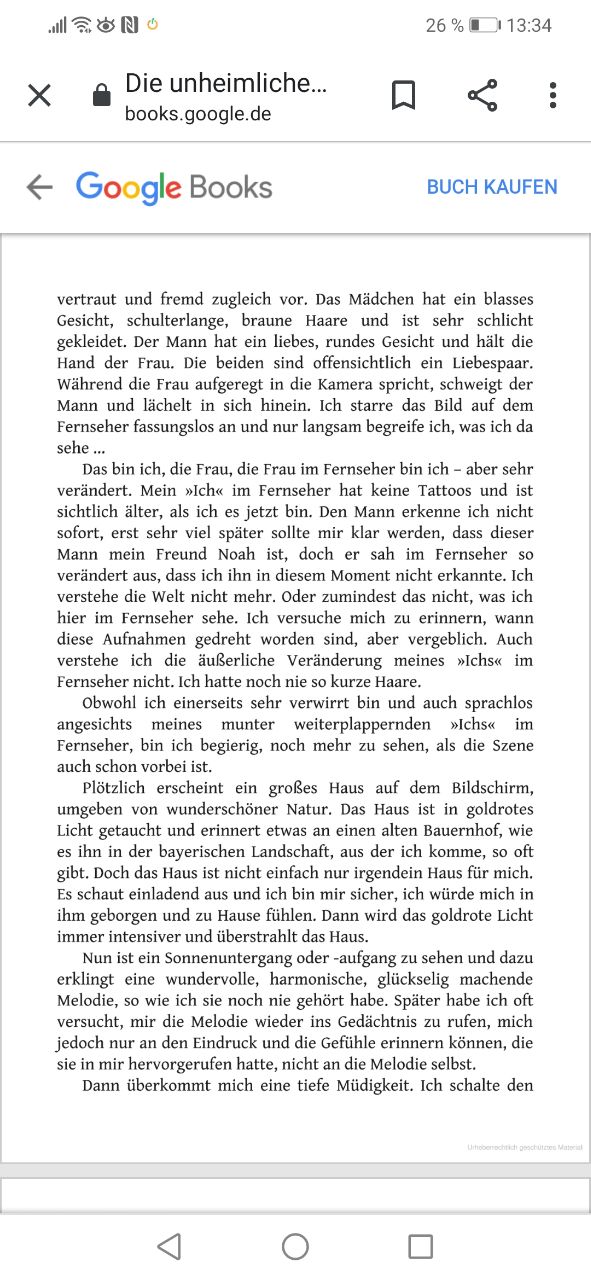 26 % 13:34
Die unheimliche...
books.google.de
Google Books
BUCH KAUFEN
vertraut und fremd zugleich vor. Das Mädchen hat ein blasses
Gesicht, schulterlange, braune Haare und ist sehr schlicht
gekleidet. Der Mann hat ein liebes, rundes Gesicht und hält die
Hand der Frau. Die beiden sind offensichtlich ein Liebespaar.
Während die Frau aufgeregt in die Kamera spricht, schweigt der
Mann und lächelt in sich hinein. Ich starre das Bild auf dem
Fernseher fassungslos an und nur langsam begreife ich, was ich da
sehe ...
Das bin ich, die Frau, die Frau im Fernseher bin ich – aber sehr
verändert. Mein »Ich« im Fernseher hat keine Tattoos und ist
sichtlich älter, als ich es jetzt bin. Den Mann erkenne ich nicht
sofort, erst sehr viel später sollte mir klar werden, dass dieser
Mann mein Freund Noah ist, doch er sah im Fernseher so
verändert aus, dass ich ihn in diesem Moment nicht erkannte. Ich
verstehe die Welt nicht mehr. Oder zumindest das nicht, was ich
hier im Fernseher sehe. Ich versuche mich zu erinnern, wann
diese Aufnahmen gedreht worden sind, aber vergeblich. Auch
verstehe ich die äußerliche Veränderung meines »Ichs« im
Fernseher nicht. Ich hatte noch nie so kurze Haare.
Obwohl ich einerseits sehr verwirrt bin und auch sprachlos
angesichts meines munter weiterplappernden »Ichs« im
Fernseher, bin ich begierig, noch mehr zu sehen, als die Szene
auch schon vorbei ist.
Plötzlich erscheint ein großes Haus auf dem Bildschirm,
umgeben von wunderschöner Natur. Das Haus ist in goldrotes
Licht getaucht und erinnert etwas an einen alten Bauernhof, wie
es ihn in der bayerischen Landschaft, aus der ich komme, so oft
gibt. Doch das Haus ist nicht einfach nur irgendein Haus für mich.
Es schaut einladend aus und ich bin mir sicher, ich würde mich in
ihm geborgen und zu Hause fühlen. Dann wird das goldrote Licht
immer intensiver und überstrahlt das Haus.
Nun ist ein Sonnenuntergang oder -aufgang zu sehen und dazu
erklingt eine wundervolle, harmonische, glückselig machende
Melodie, so wie ich sie noch nie gehört habe. Später habe ich oft
versucht, mir die Melodie wieder ins Gedächtnis zu rufen, mich
jedoch nur an den Eindruck und die Gefühle erinnern können, die
sie in mir hervorgerufen hatte, nicht an die Melodie selbst.
Dann überkommt mich eine tiefe Müdigkeit. Ich schalte den
Urheberrechtlich geschütztes Material